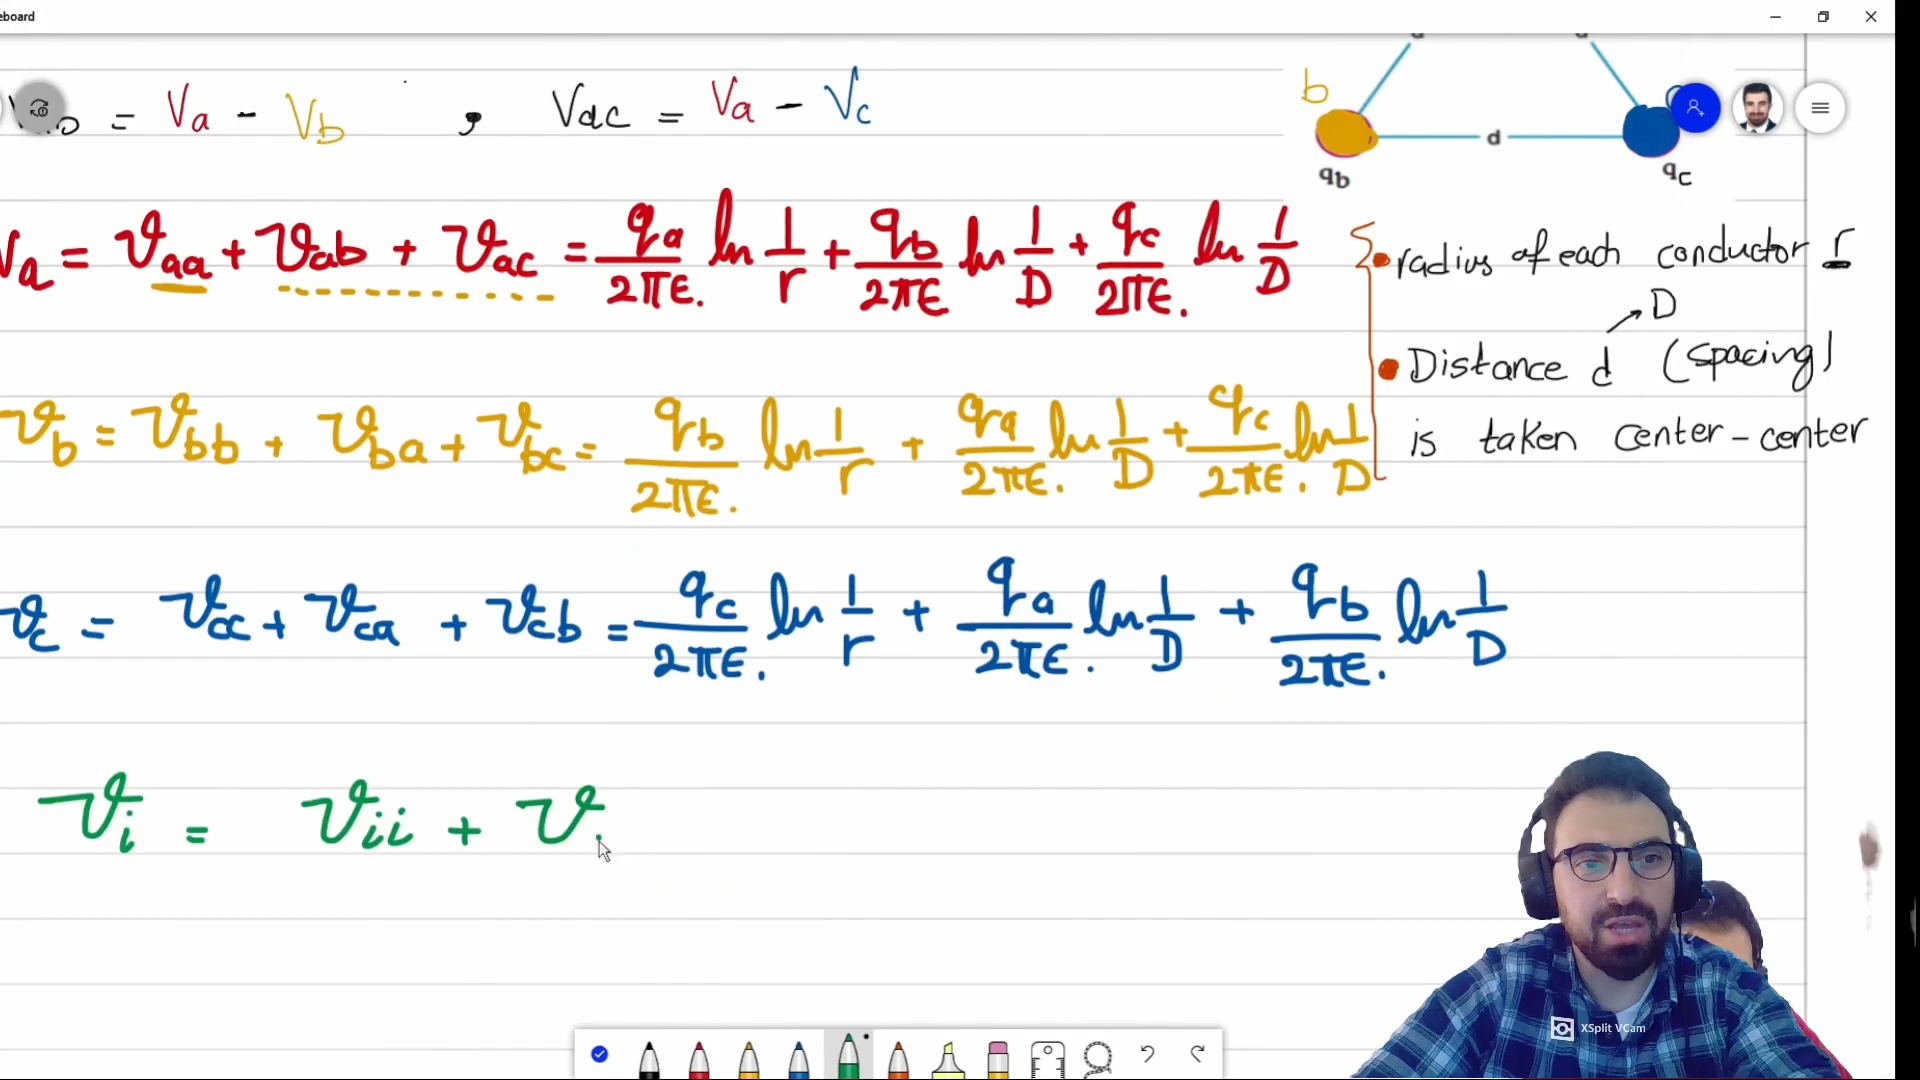 eboard
= Va - Vb , Vac = Va - Vc
b
d
qb
qc
Va = Vaa + Vab + Vac = qa/2πε. ln 1/r + qb/2πε ln 1/D + qc/2πε. ln 1/D
• radius of each conductor r
D
• Distance d (spacing)
is taken center-center
Vb = Vbb + Vba + Vbc = qb/2πε. ln 1/r + qa/2πε. ln 1/D + qc/2πε. ln 1/D
Vc = Vcc + Vca + Vcb = qc/2πε. ln 1/r + qa/2πε. ln 1/D + qb/2πε. ln 1/D
Vi = Vii + V
XSplit VCam